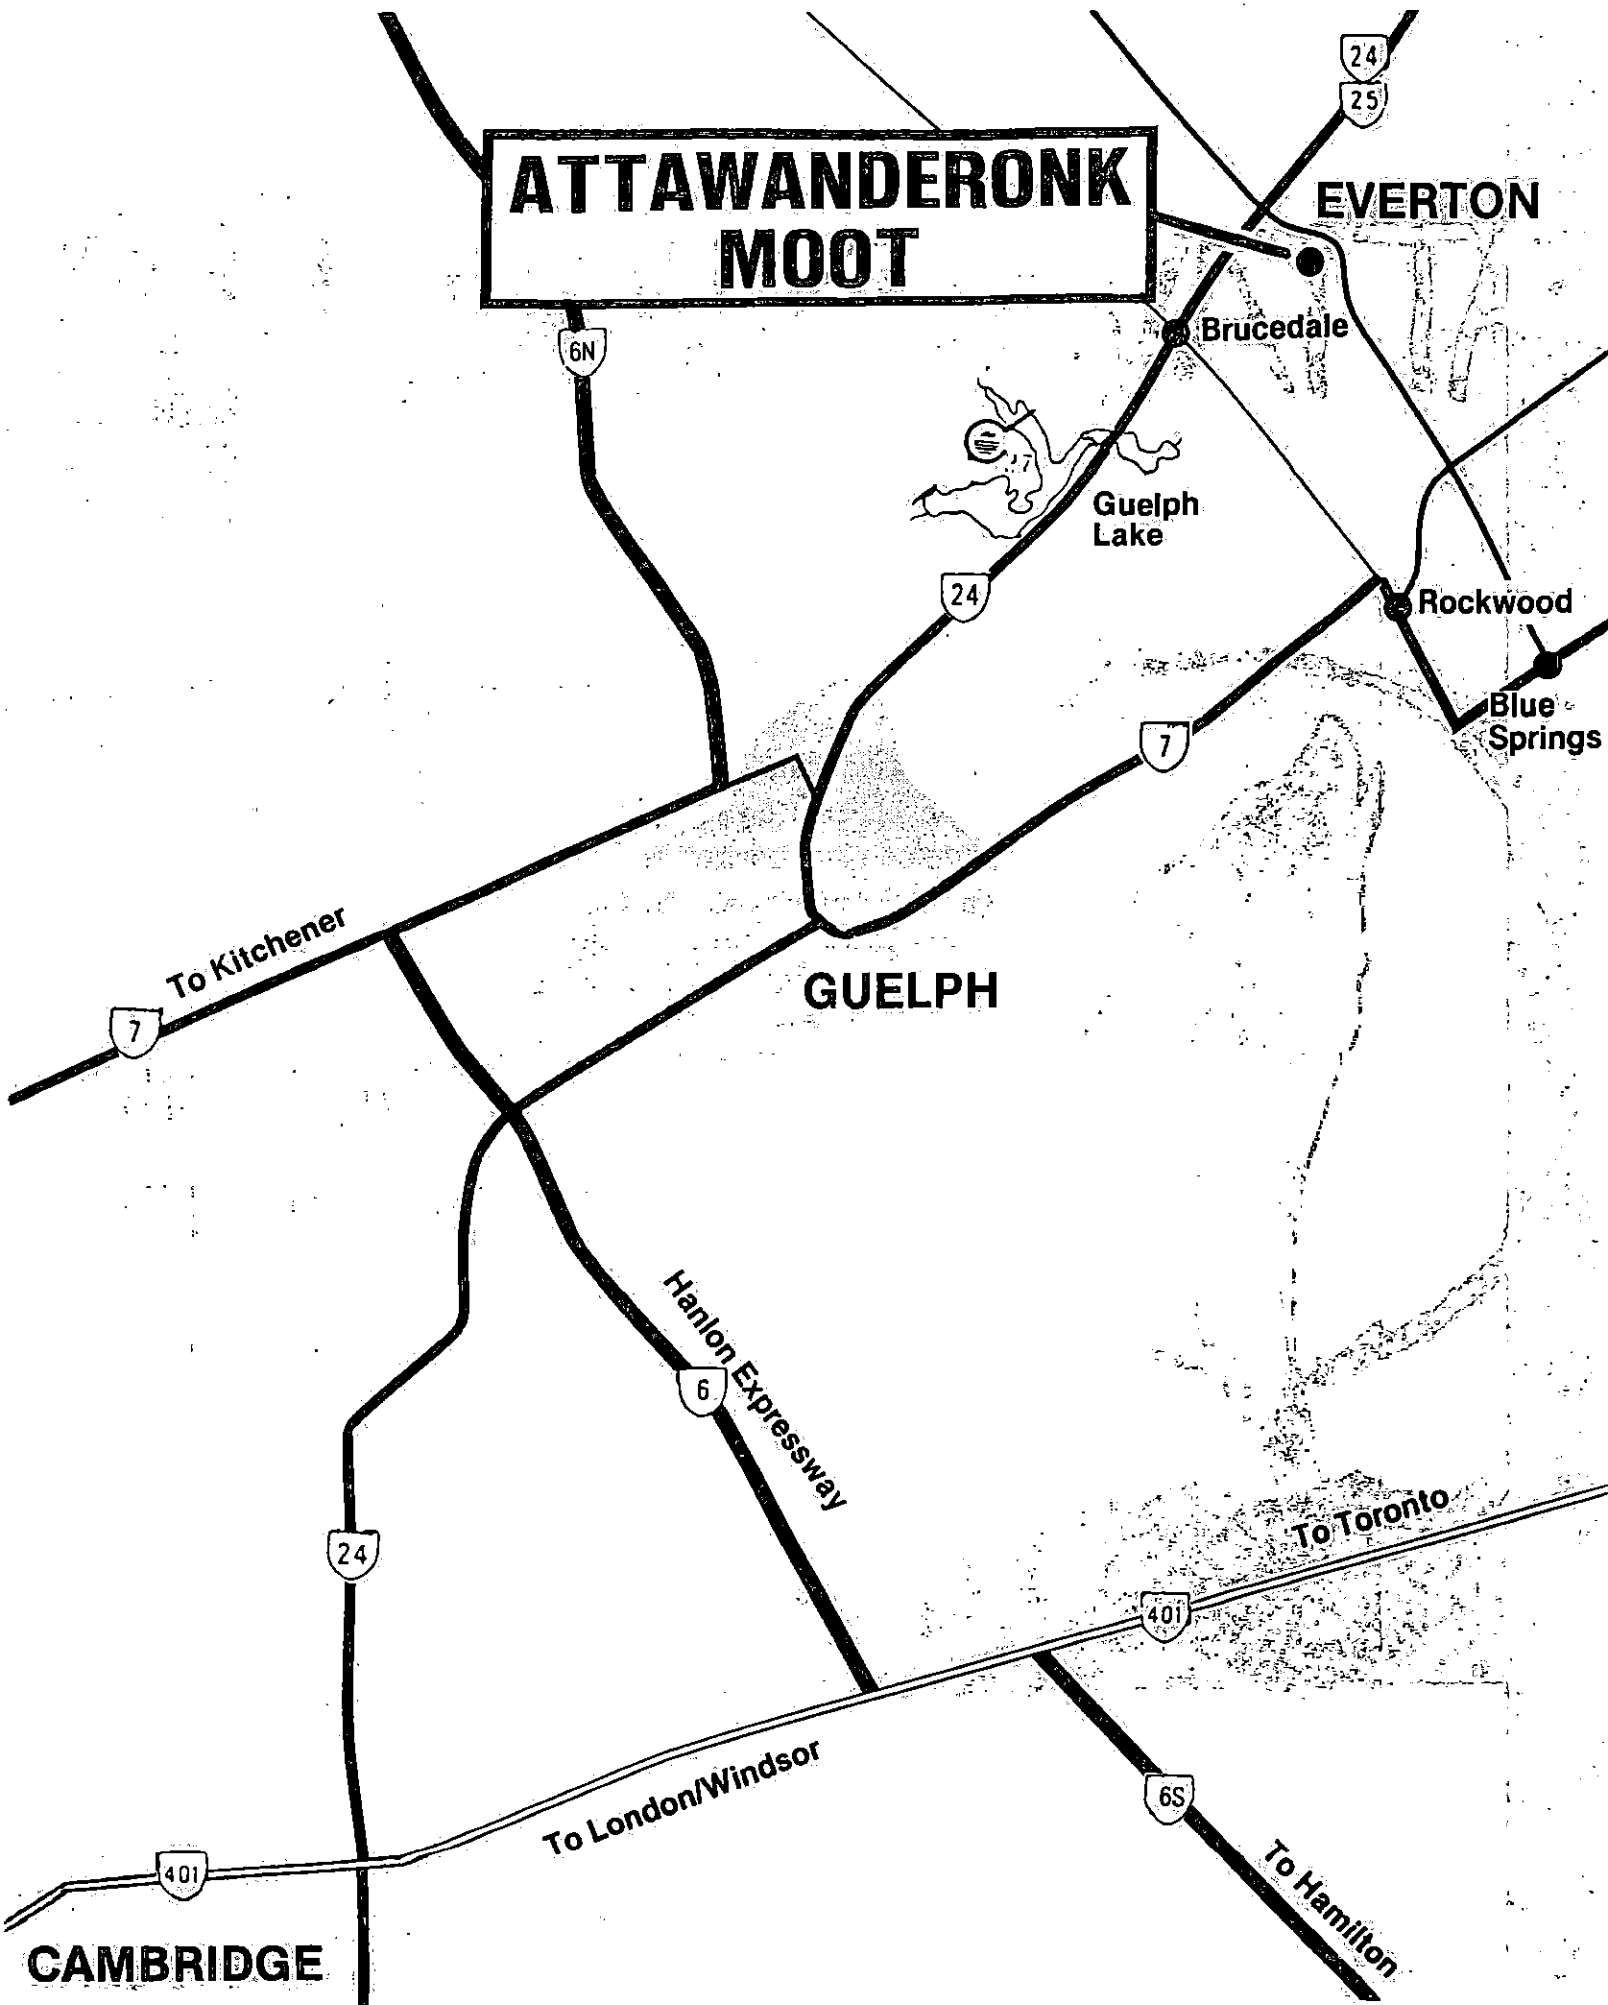 24
25
ATTAWANDERONK
MOOT
EVERTON
6N
Brucedale
Guelph
Lake
24
Rockwood
Blue
Springs
7
To Kitchener
GUELPH
7
Hanlon Expressway
6
To Toronto
24
401
To London/Windsor
6S
401
To Hamilton
CAMBRIDGE